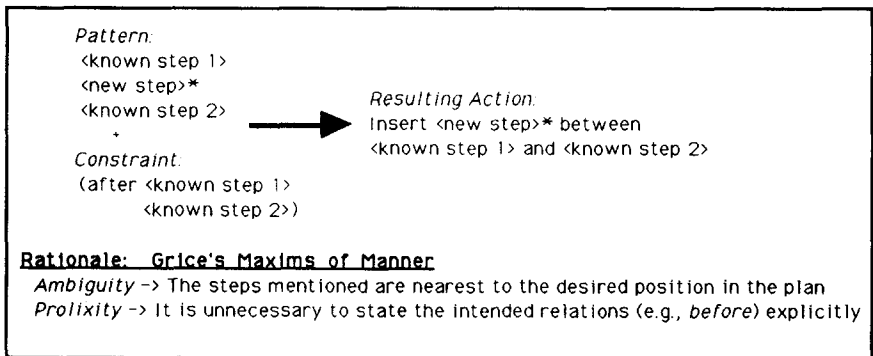 Pattern:
<known step 1>
<new step>*
<known step 2>
+
Constraint:
(after <known step 1>
<known step 2>)
Resulting Action:
Insert <new step>* between
<known step 1> and <known step 2>
Rationale: Grice's Maxims of Manner
Ambiguity -> The steps mentioned are nearest to the desired position in the plan
Prolixity -> It is unnecessary to state the intended relations (e.g., before) explicitly